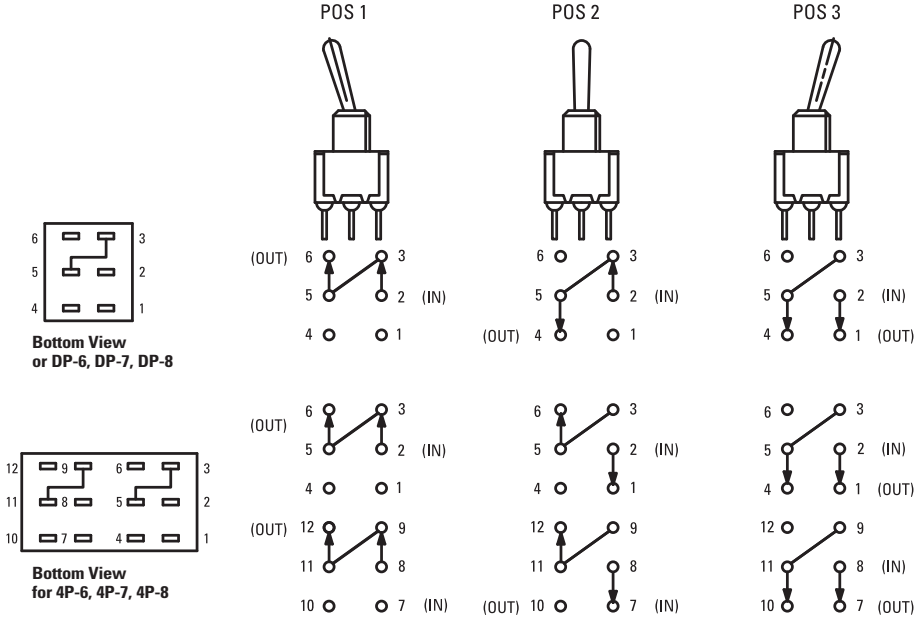 POS 1 POS 2 POS 3
6 3
5 2
4 1
Bottom View
or DP-6, DP-7, DP-8
(OUT) 6 3
5 2 (IN)
4 1
6 3
5 2 (IN)
(OUT) 4 1
6 3
5 2 (IN)
4 1 (OUT)
12 9 6 3
11 8 5 2
10 7 4 1
Bottom View
for 4P-6, 4P-7, 4P-8
(OUT) 6 3
5 2 (IN)
4 1
(OUT) 12 9
11 8
10 7 (IN)
6 3
5 2 (IN)
4 1
12 9
11 8
(OUT) 10 7 (IN)
6 3
5 2 (IN)
4 1 (OUT)
12 9
11 8 (IN)
10 7 (OUT)